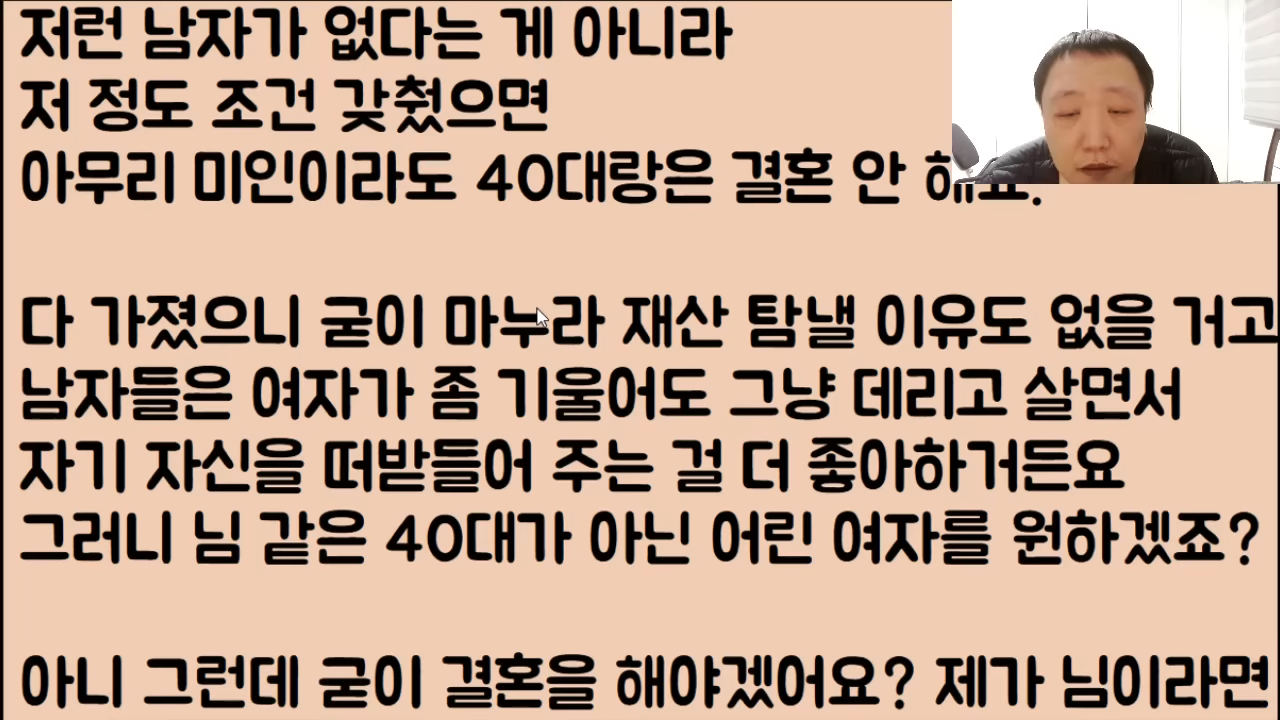 저런 남자가 없다는 게 아니라
저 정도 조건 갖췄으면
아무리 미인이라도 40대랑은 결혼 안 해요.
다 가졌으니 굳이 마누라 재산 탐낼 이유도 없을 거고
남자들은 여자가 좀 기울어도 그냥 데리고 살면서
자기 자신을 떠받들어 주는 걸 더 좋아하거든요
그러니 님 같은 40대가 아닌 어린 여자를 원하겠죠?
아니 그런데 굳이 결혼을 해야겠어요? 제가 님이라면